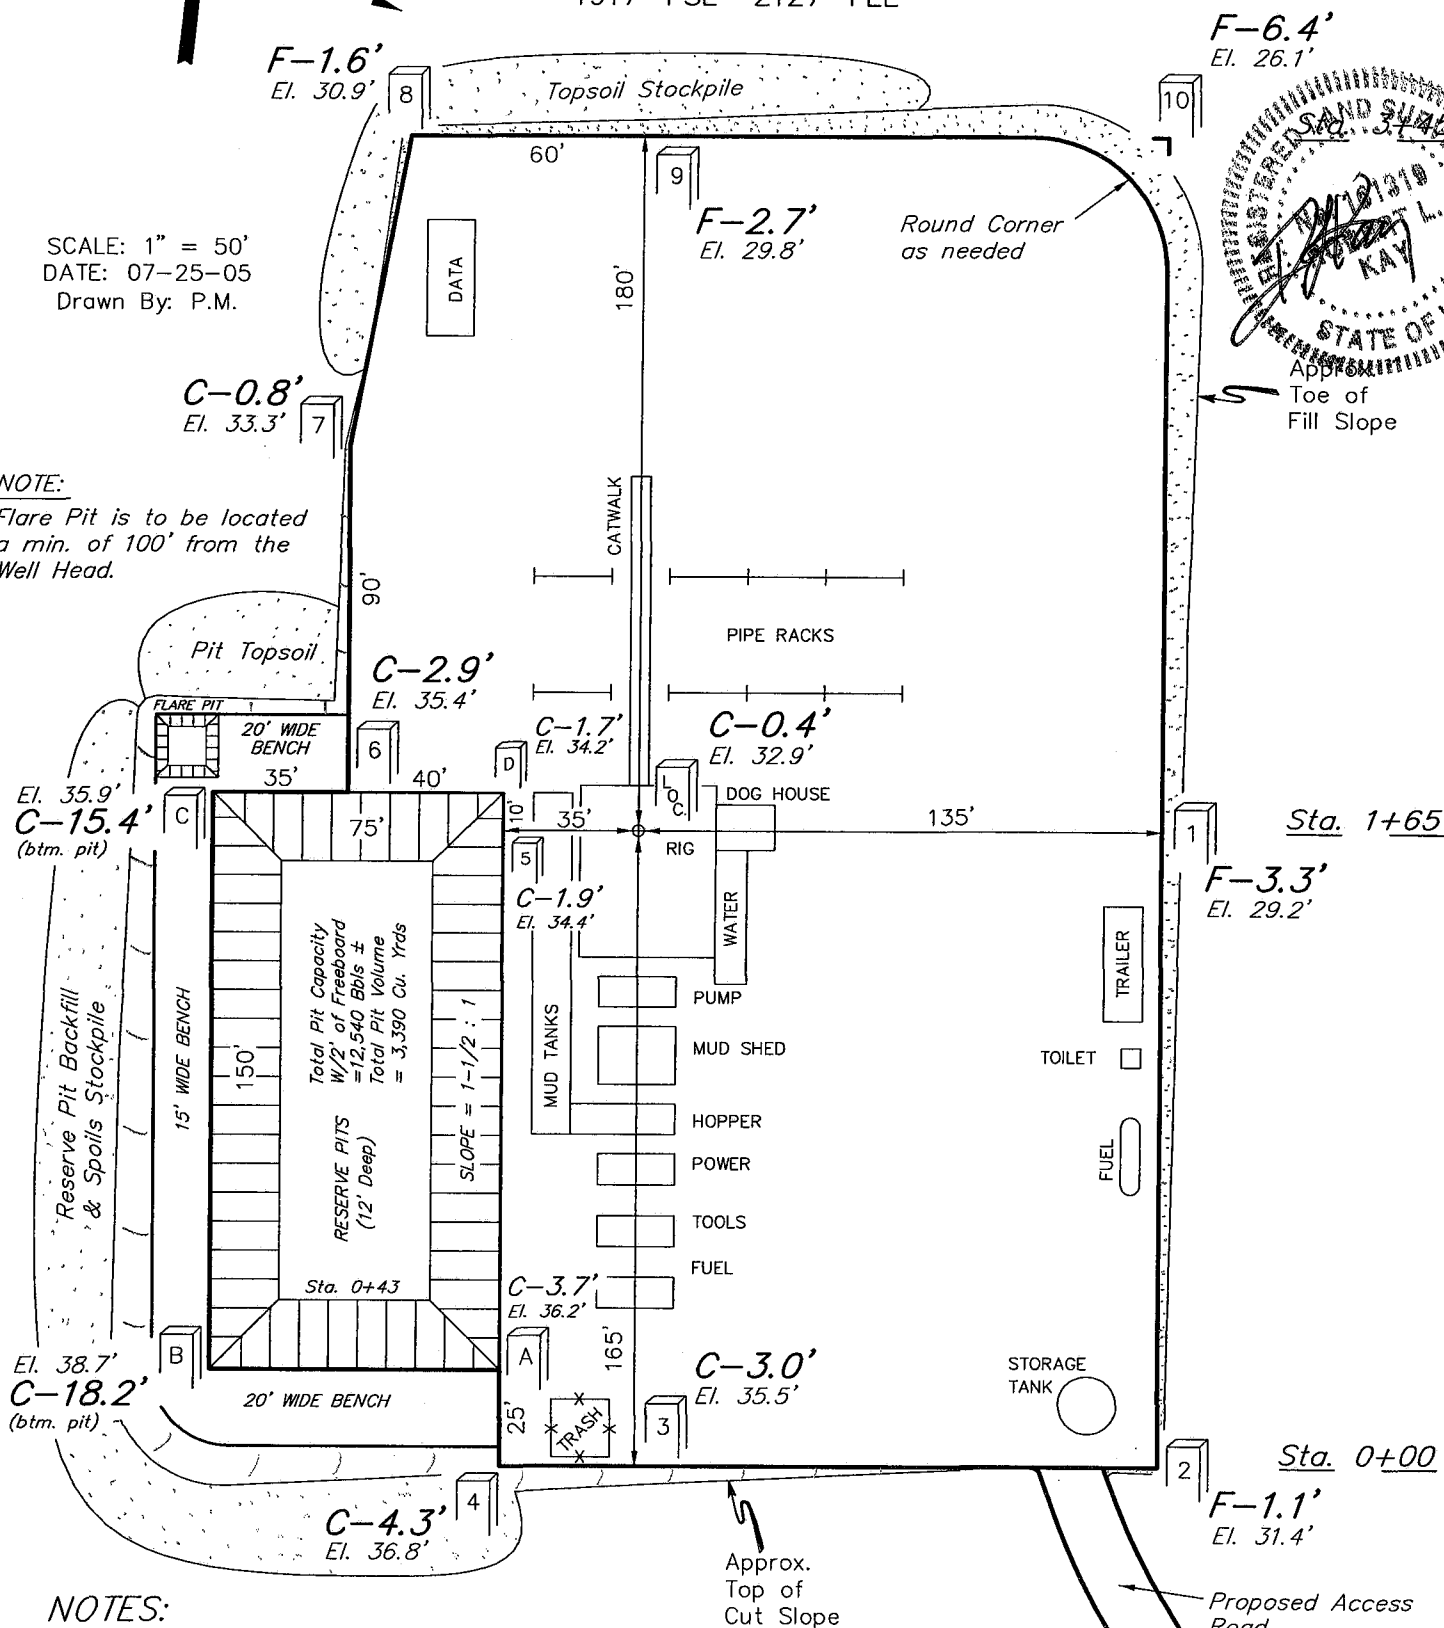 1917' FSL 2127' FEL
F-6.4'
El. 26.1'
F-1.6'
El. 30.9'
8
Topsoil Stockpile
10
60'
9
F-2.7'
El. 29.8'
Round Corner
as needed
REGISTERED LAND
161319
KAY
STATE OF
SCALE: 1" = 50'
DATE: 07-25-05
Drawn By: P.M.
DATA
180'
Approx.
Toe of
Fill Slope
C-0.8'
El. 33.3'
7
NOTE:
Flare Pit is to be located
a min. of 100' from the
Well Head.
CATWALK
90'
PIPE RACKS
Pit Topsoil
C-2.9'
El. 35.4'
FLARE PIT
20' WIDE
BENCH
6
C-1.7'
El. 34.2'
D
C-0.4'
El. 32.9'
LOC.
DOG HOUSE
35'
40'
El. 35.9'
C-15.4'
(btm. pit)
C
75'
10'
35'
RIG
135'
1
Sta. 1+65
5
C-1.9'
El. 34.4'
F-3.3'
El. 29.2'
WATER
TRAILER
Total Pit Capacity
W/2' of Freeboard
=12,540 Bbls ±
Total Pit Volume
= 3,390 Cu. Yrds
RESERVE PITS
(12' Deep)
SLOPE = 1-1/2 : 1
150'
15' WIDE BENCH
Reserve Pit Backfill
& Spoils Stockpile
MUD TANKS
PUMP
MUD SHED
TOILET
HOPPER
POWER
FUEL
TOOLS
FUEL
Sta. 0+43
C-3.7'
El. 36.2'
A
El. 38.7'
C-18.2'
(btm. pit)
B
20' WIDE BENCH
25'
TRASH
165'
C-3.0'
El. 35.5'
3
STORAGE
TANK
2
Sta. 0+00
F-1.1'
El. 31.4'
4
C-4.3'
El. 36.8'
Approx.
Top of
Cut Slope
Proposed Access
Road
NOTES: